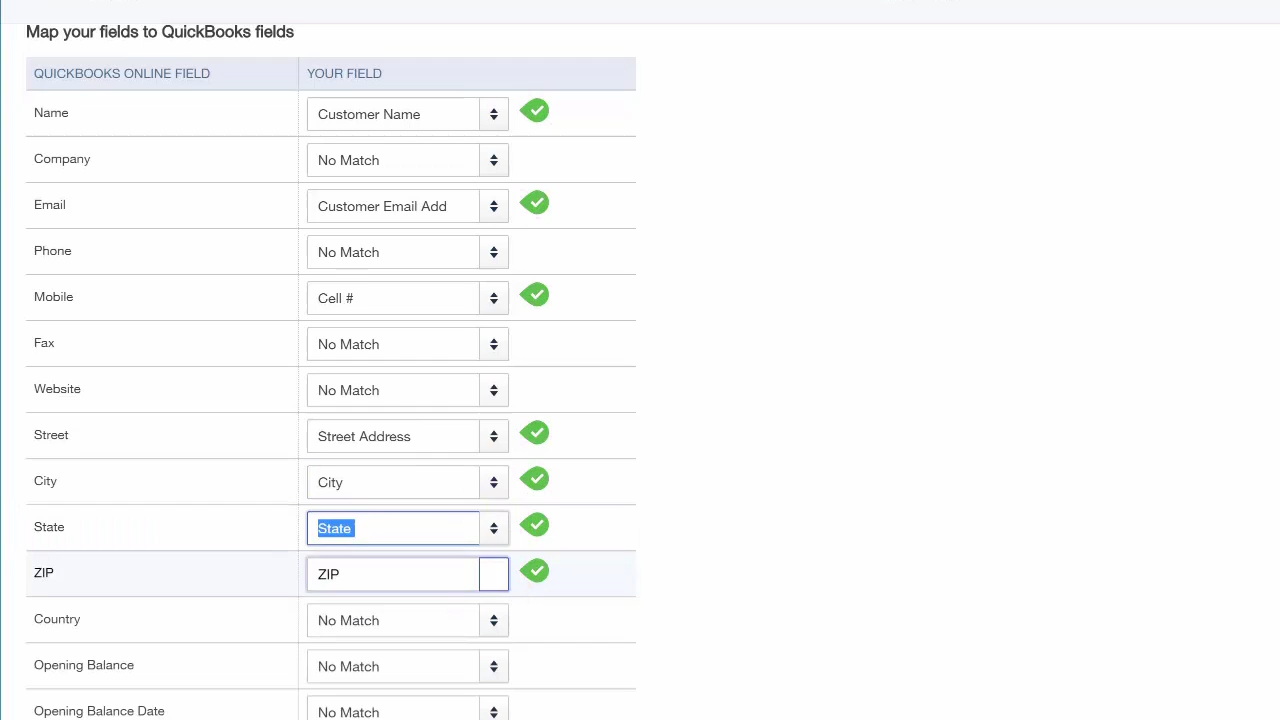 Map your fields to QuickBooks fields
QUICKBOOKS ONLINE FIELD YOUR FIELD
Name Customer Name
Company No Match
Email Customer Email Add
Phone No Match
Mobile Cell #
Fax No Match
Website No Match
Street Street Address
City City
State State
ZIP ZIP
Country No Match
Opening Balance No Match
Opening Balance Date No Match